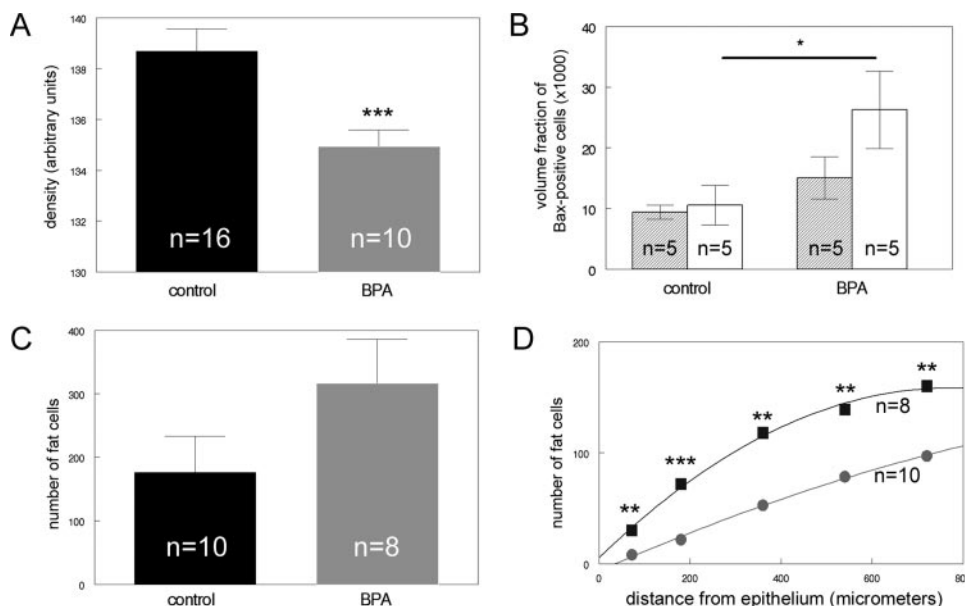 A
density (arbitrary units)
140
138
136
135
133
132
130
***
n=16
n=10
control
BPA
B
volume fraction of
Bax-positive cells (x1000)
40
30
20
10
0
*
n=5
n=5
n=5
n=5
control
BPA
C
number of fat cells
400
300
200
100
0
n=10
n=8
control
BPA
D
number of fat cells
200
100
0
**
***
**
**
**
n=8
n=10
0
200
400
600
800
distance from epithelium (micrometers)